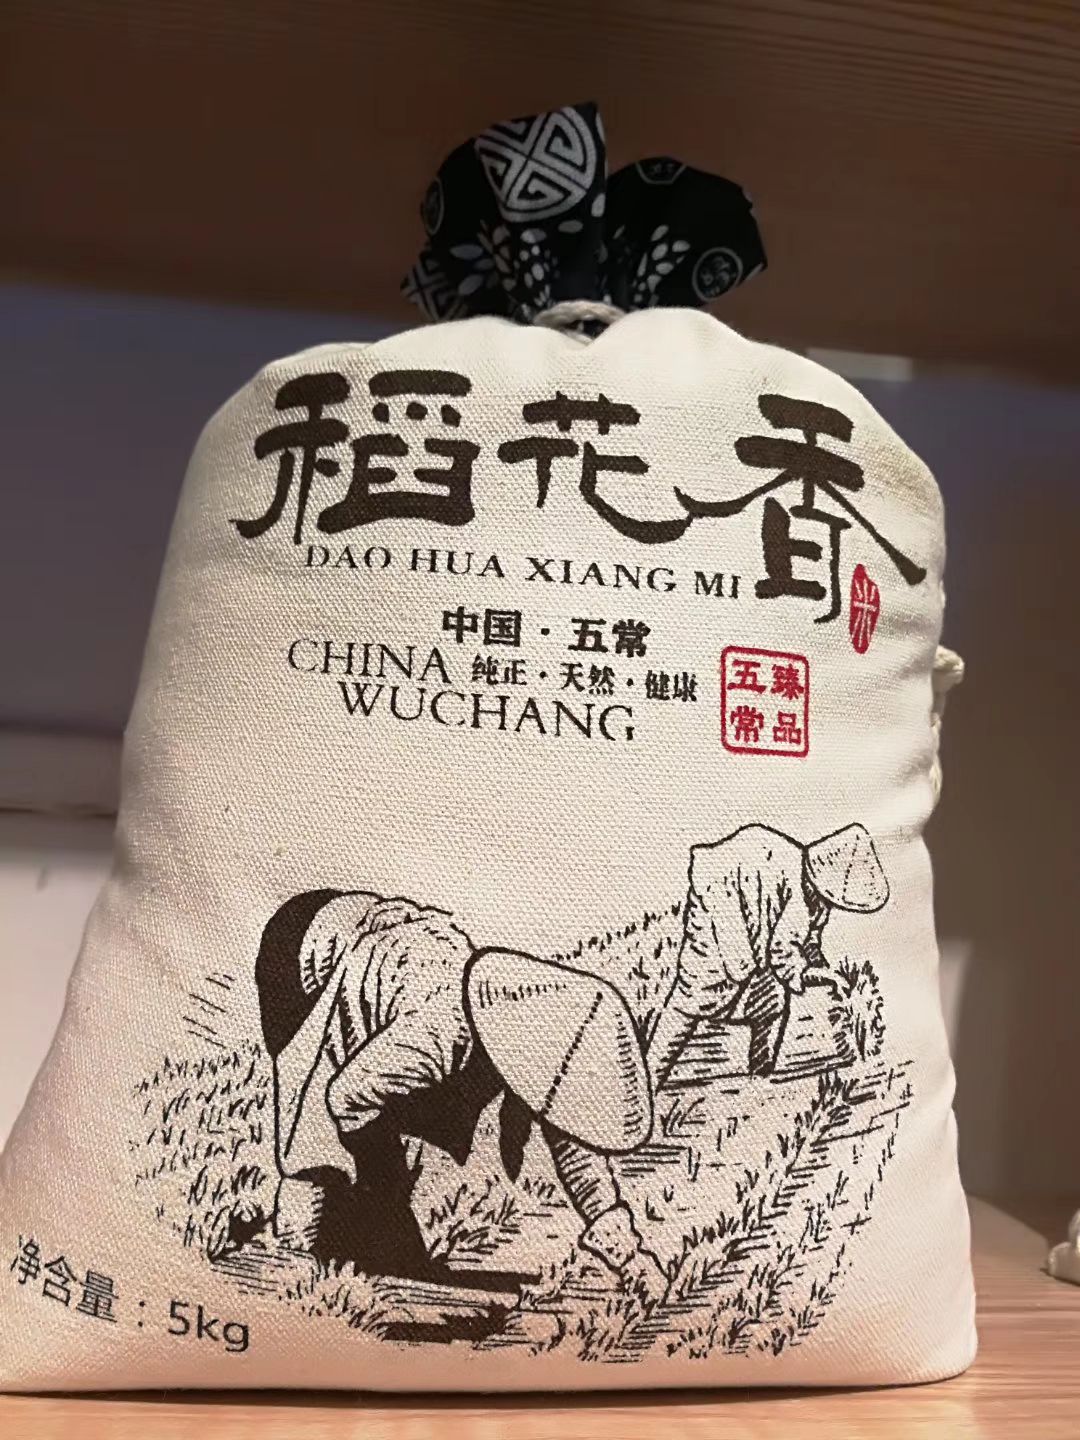 稻花香
DAO HUA XIANG MI
米
中国·五常
CHINA 纯正·天然·健康
WUCHANG
臻品
五常
净含量：5kg